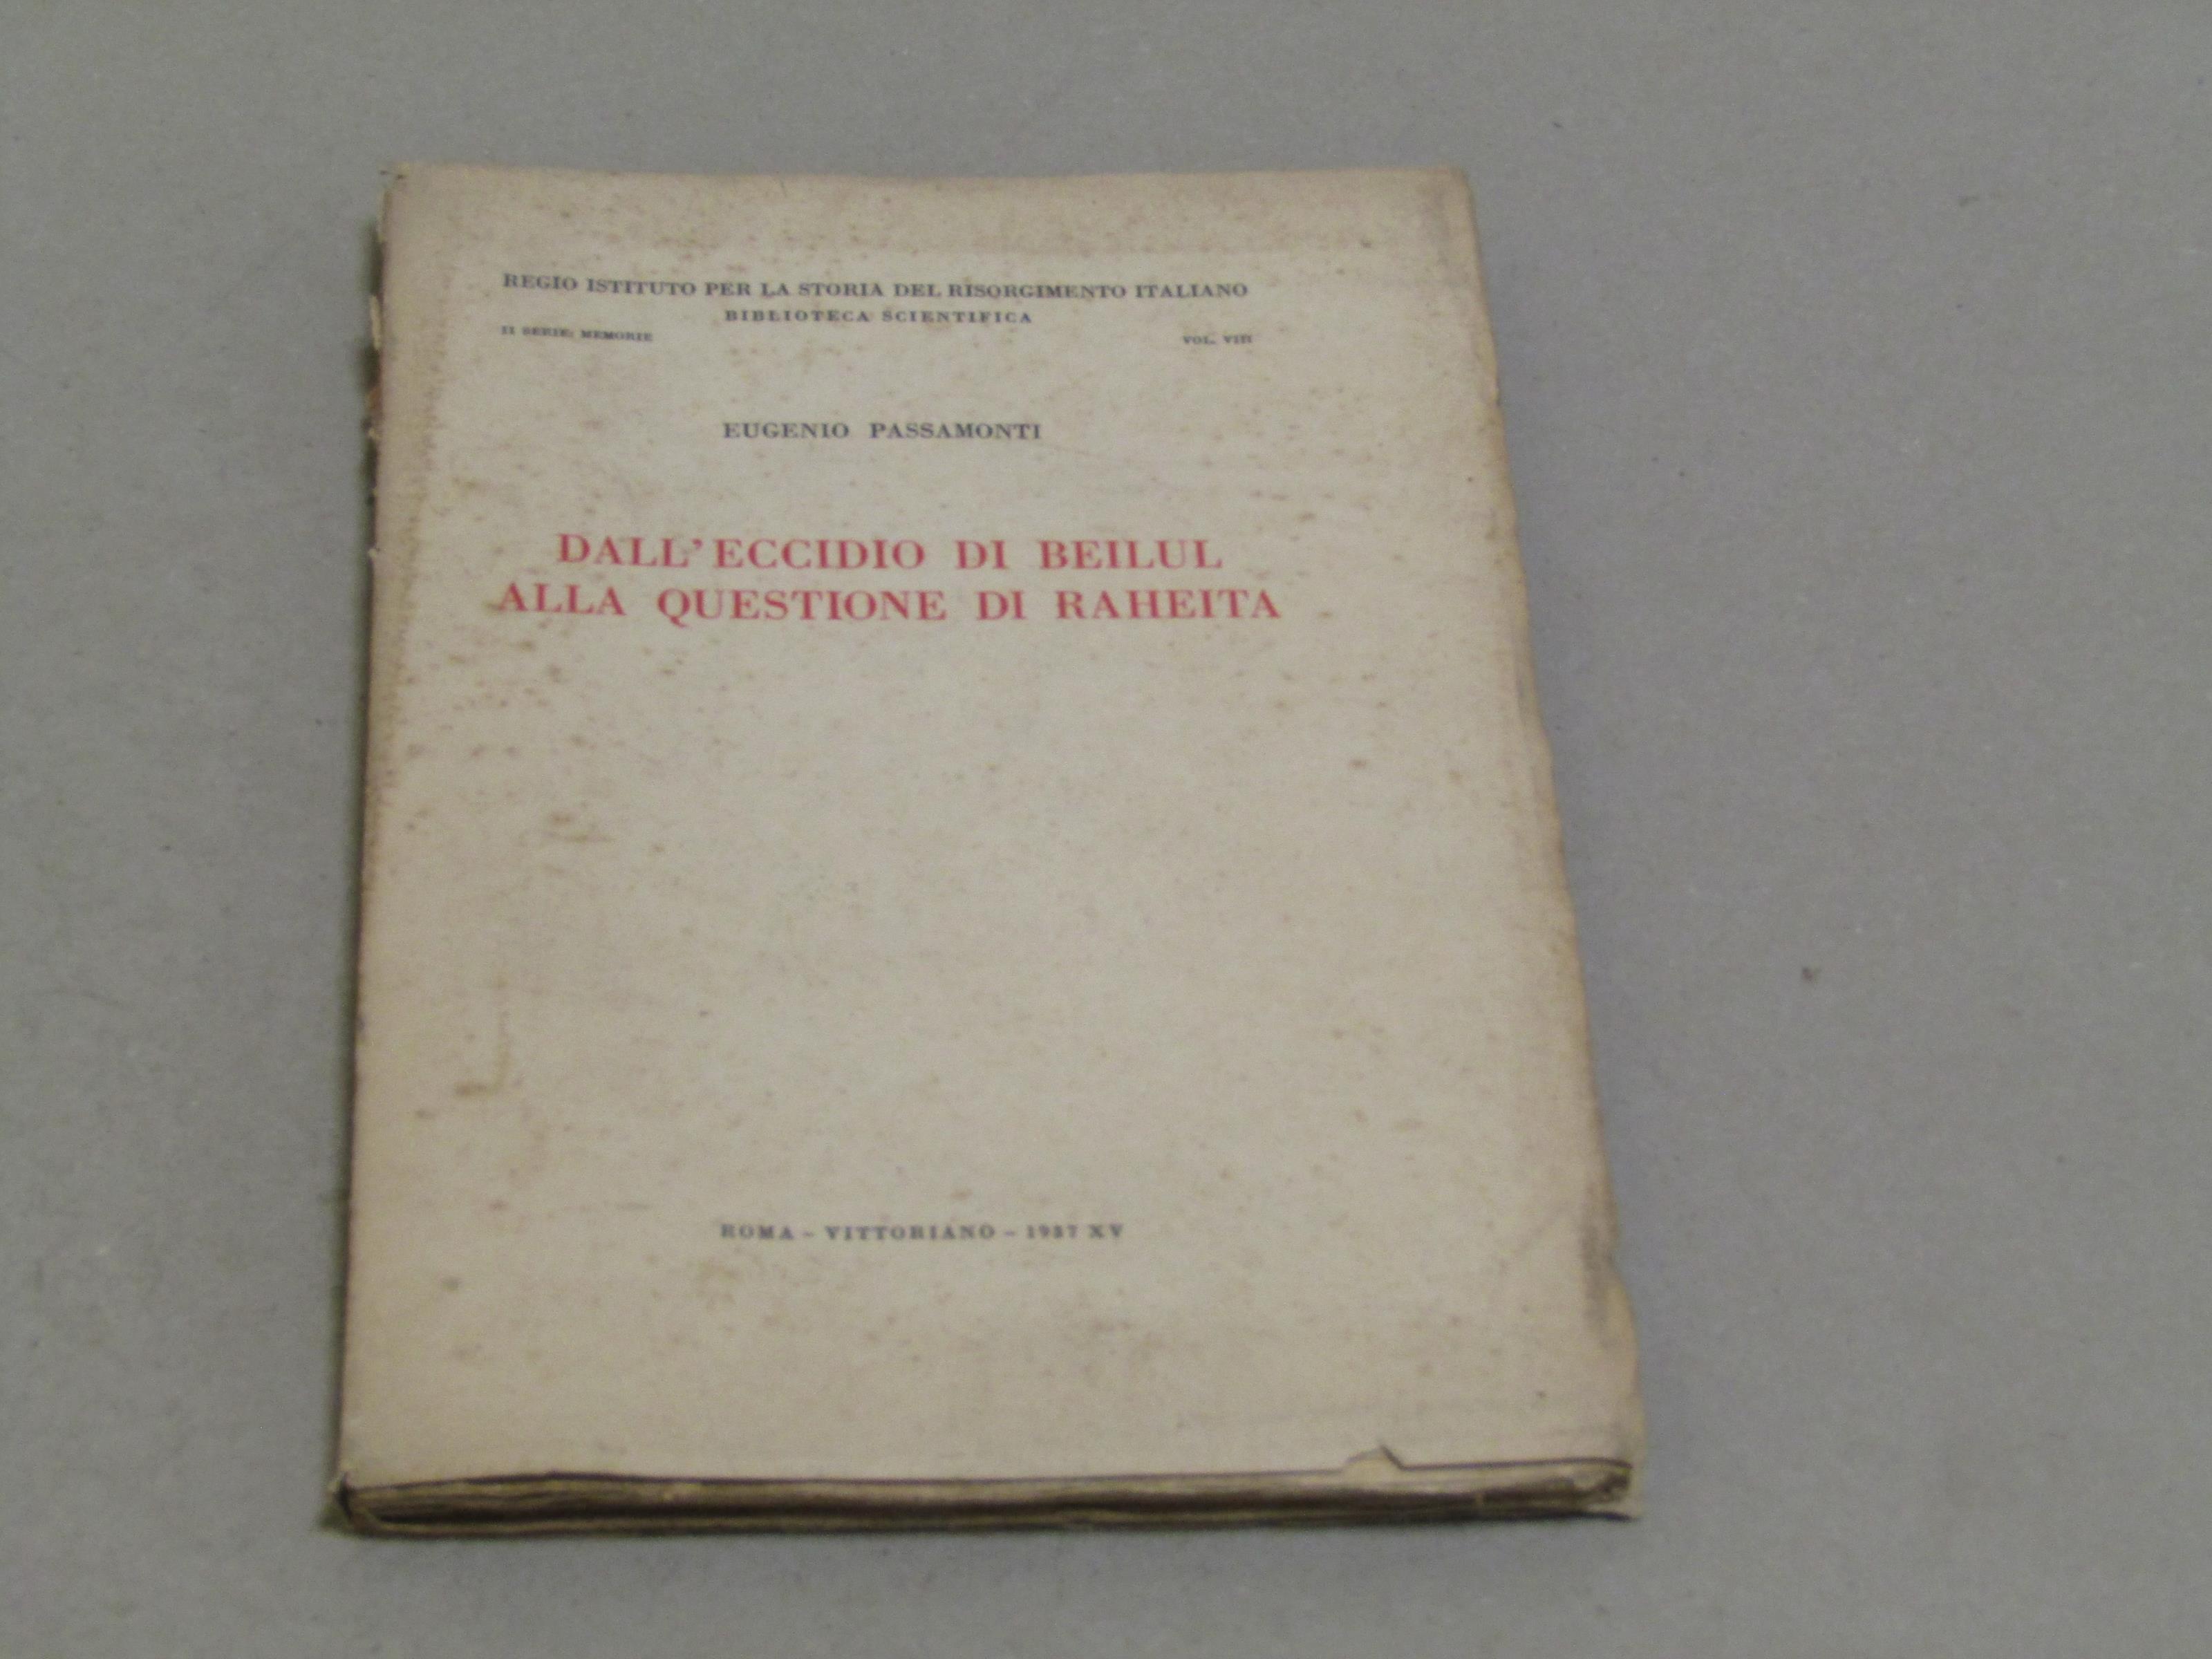 REGIO ISTITUTO PER LA STORIA DEL RISORGIMENTO ITALIANO
BIBLIOTECA SCIENTIFICA
II SERIE: MEMORIE VOL. VIII
EUGENIO PASSAMONTI
DALL'ECCIDIO DI BEILUL
ALLA QUESTIONE DI RAHEITA
ROMA – VITTORIANO – 1937 XV